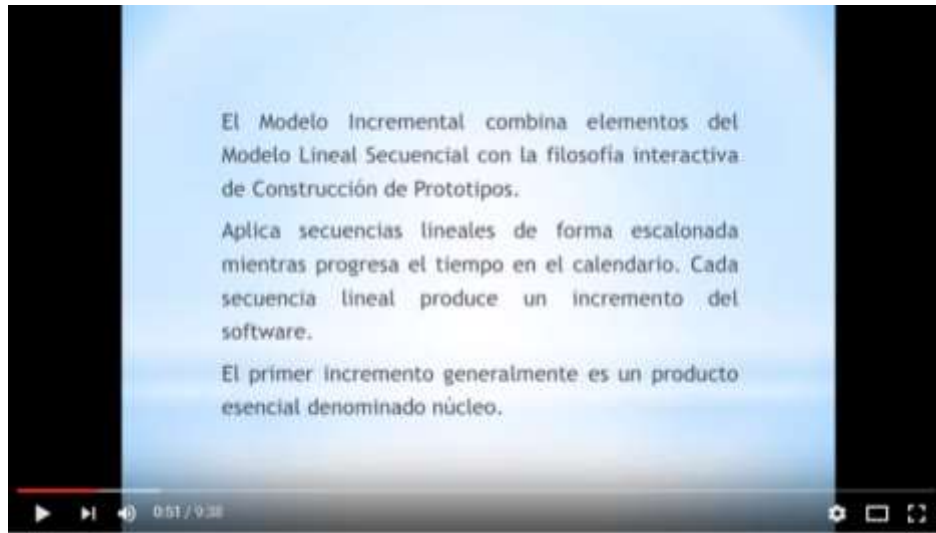 El Modelo Incremental combina elementos del
Modelo Lineal Secuencial con la filosofía interactiva
de Construcción de Prototipos.
Aplica secuencias lineales de forma escalonada
mientras progresa el tiempo en el calendario. Cada
secuencia lineal produce un incremento del
software.
El primer incremento generalmente es un producto
esencial denominado núcleo.
0:51 / 9:38